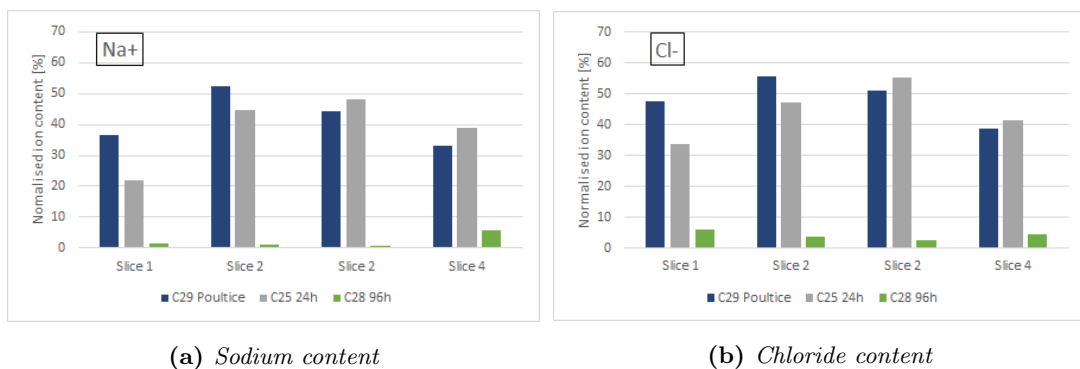 Na+
Nomalised ion content [%]
70
60
50
40
30
20
10
0
Slice 1
Slice 2
Slice 2
Slice 4
C29 Poultice
C25 24h
C28 96h
(a) Sodium content
Cl-
Normalised ion content [%]
70
60
50
40
30
20
10
0
Slice 1
Slice 2
Slice 2
Slice 4
C29 Poultice
C25 24h
C28 96h
(b) Chloride content